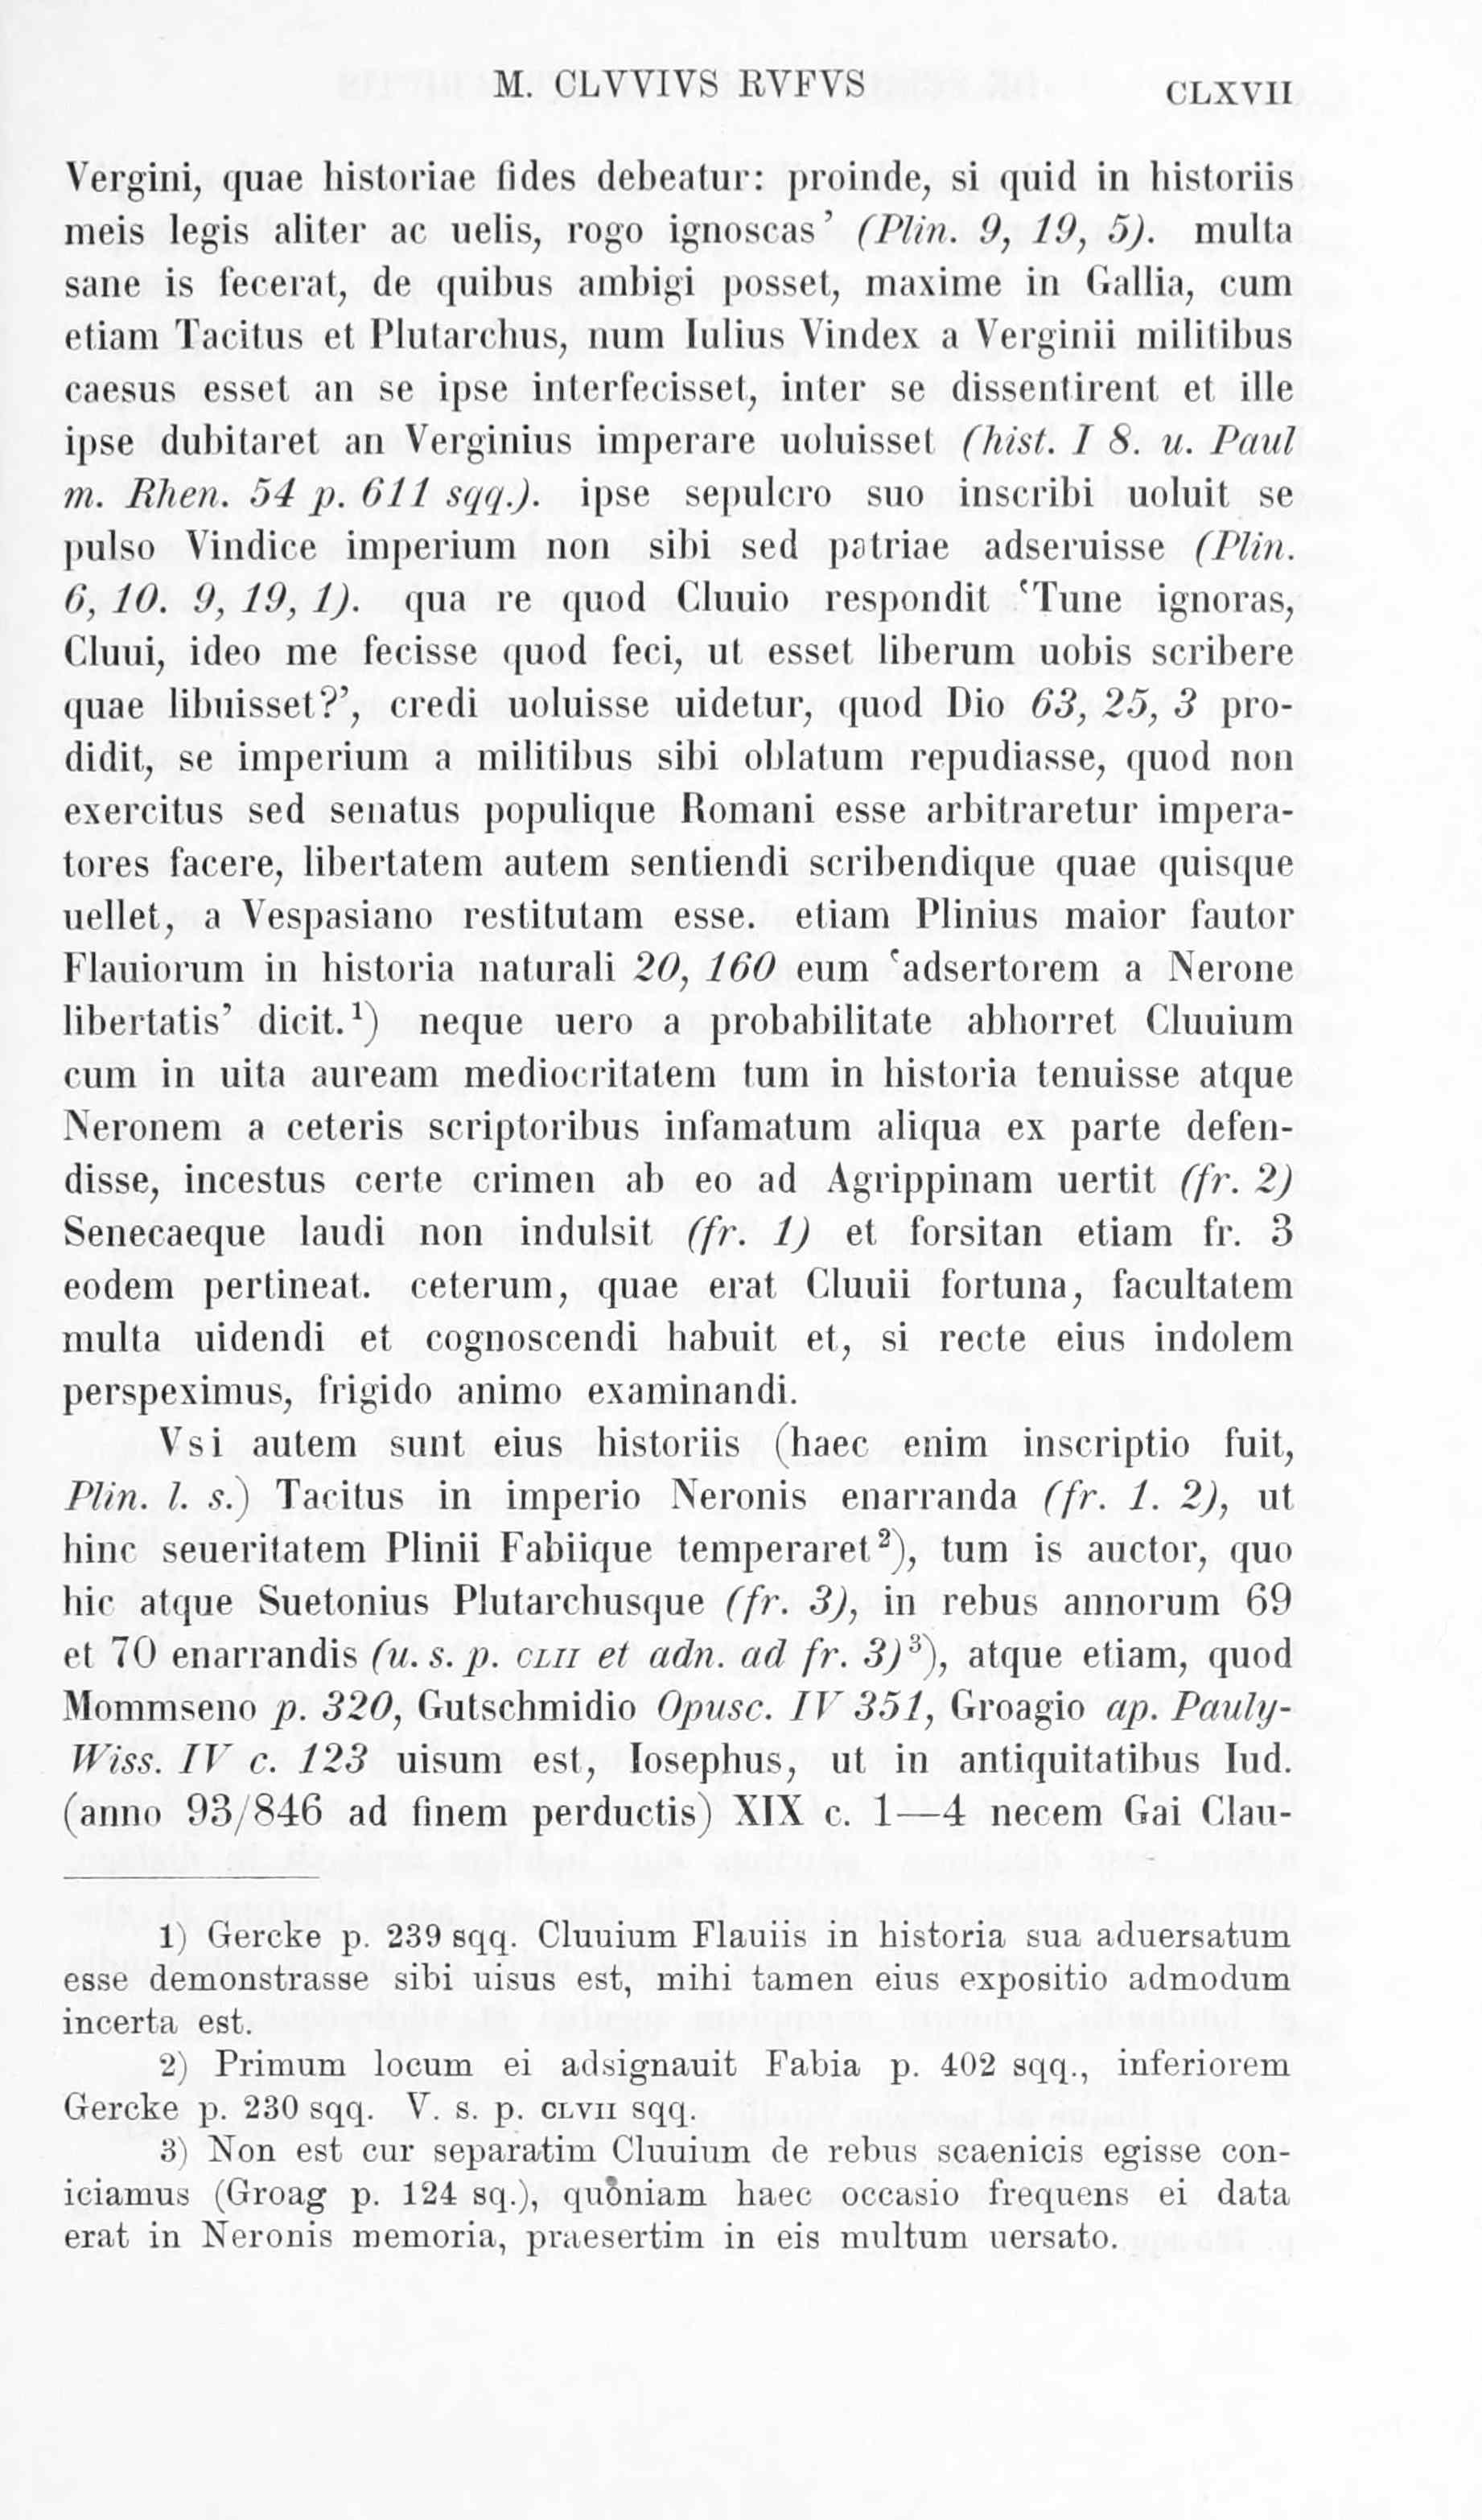 M. CLVVIVS RVFVS CLXVII
Vergini, quae historiae fides debeatur: proinde, si quid in historiis
meis legis aliter ac uelis, rogo ignoscas’ (Plin. 9, 19, 5). multa
sane is fecerat, de quibus ambigi posset, maxime in Gallia, cum
etiam Tacitus et Plutarchus, num Iulius Vindex a Verginii militibus
caesus esset an se ipse interfecisset, inter se dissentirent et ille
ipse dubitaret an Verginius imperare uoluisset (hist. I 8. u. Paul
m. Rhen. 54 p. 611 sqq.). ipse sepulcro suo inscribi uoluit se
pulso Vindice imperium non sibi sed patriae adseruisse (Plin.
6, 10. 9, 19, 1). qua re quod Cluuio respondit ‘Tune ignoras,
Cluui, ideo me fecisse quod feci, ut esset liberum uobis scribere
quae libuisset?’, credi uoluisse uidetur, quod Dio 63, 25, 3 pro-
didit, se imperium a militibus sibi oblatum repudiasse, quod non
exercitus sed senatus populique Romani esse arbitraretur impera-
tores facere, libertatem autem sentiendi scribendique quae quisque
uellet, a Vespasiano restitutam esse. etiam Plinius maior fautor
Flauiorum in historia naturali 20, 160 eum ‘adsertorem a Nerone
libertatis’ dicit.¹) neque uero a probabilitate abhorret Cluuium
cum in uita auream mediocritatem tum in historia tenuisse atque
Neronem a ceteris scriptoribus infamatum aliqua ex parte defen-
disse, incestus certe crimen ab eo ad Agrippinam uertit (fr. 2)
Senecaeque laudi non indulsit (fr. 1) et forsitan etiam fr. 3
eodem pertineat. ceterum, quae erat Cluuii fortuna, facultatem
multa uidendi et cognoscendi habuit et, si recte eius indolem
perspeximus, frigido animo examinandi.
Vsi autem sunt eius historiis (haec enim inscriptio fuit,
Plin. l. s.) Tacitus in imperio Neronis enarranda (fr. 1. 2), ut
hinc seueritatem Plinii Fabiique temperaret²), tum is auctor, quo
hic atque Suetonius Plutarchusque (fr. 3), in rebus annorum 69
et 70 enarrandis (u. s. p. CLII et adn. ad fr. 3)³), atque etiam, quod
Mommseno p. 320, Gutschmidio Opusc. IV 351, Groagio ap. Pauly-
Wiss. IV c. 123 uisum est, Iosephus, ut in antiquitatibus Iud.
(anno 93/846 ad finem perductis) XIX c. 1—4 necem Gai Clau-
1) Gercke p. 239 sqq. Cluuium Flauiis in historia sua aduersatum
esse demonstrasse sibi uisus est, mihi tamen eius expositio admodum
incerta est.
2) Primum locum ei adsignauit Fabia p. 402 sqq., inferiorem
Gercke p. 230 sqq. V. s. p. CLVII sqq.
3) Non est cur separatim Cluuium de rebus scaenicis egisse con-
iciamus (Groag p. 124 sq.), quoniam haec occasio frequens ei data
erat in Neronis memoria, praesertim in eis multum uersato.